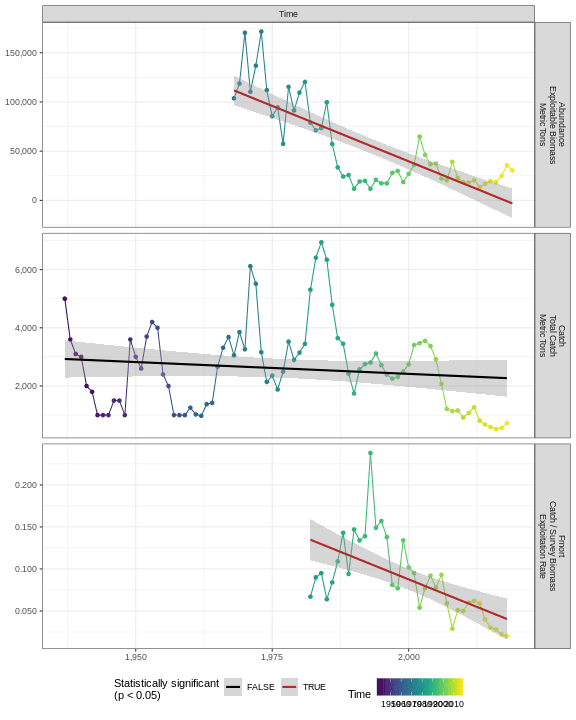 Time
150,000
100,000
50,000
0
Abundance
Exploitable Biomass
Metric Tons
6,000
4,000
2,000
Catch
Total Catch
Metric Tons
0.200
0.150
0.100
0.050
Fmort
Catch / Survey Biomass
Exploitation Rate
1,950
1,975
2,000
Statistically significant
(p < 0.05)
FALSE
TRUE
Time